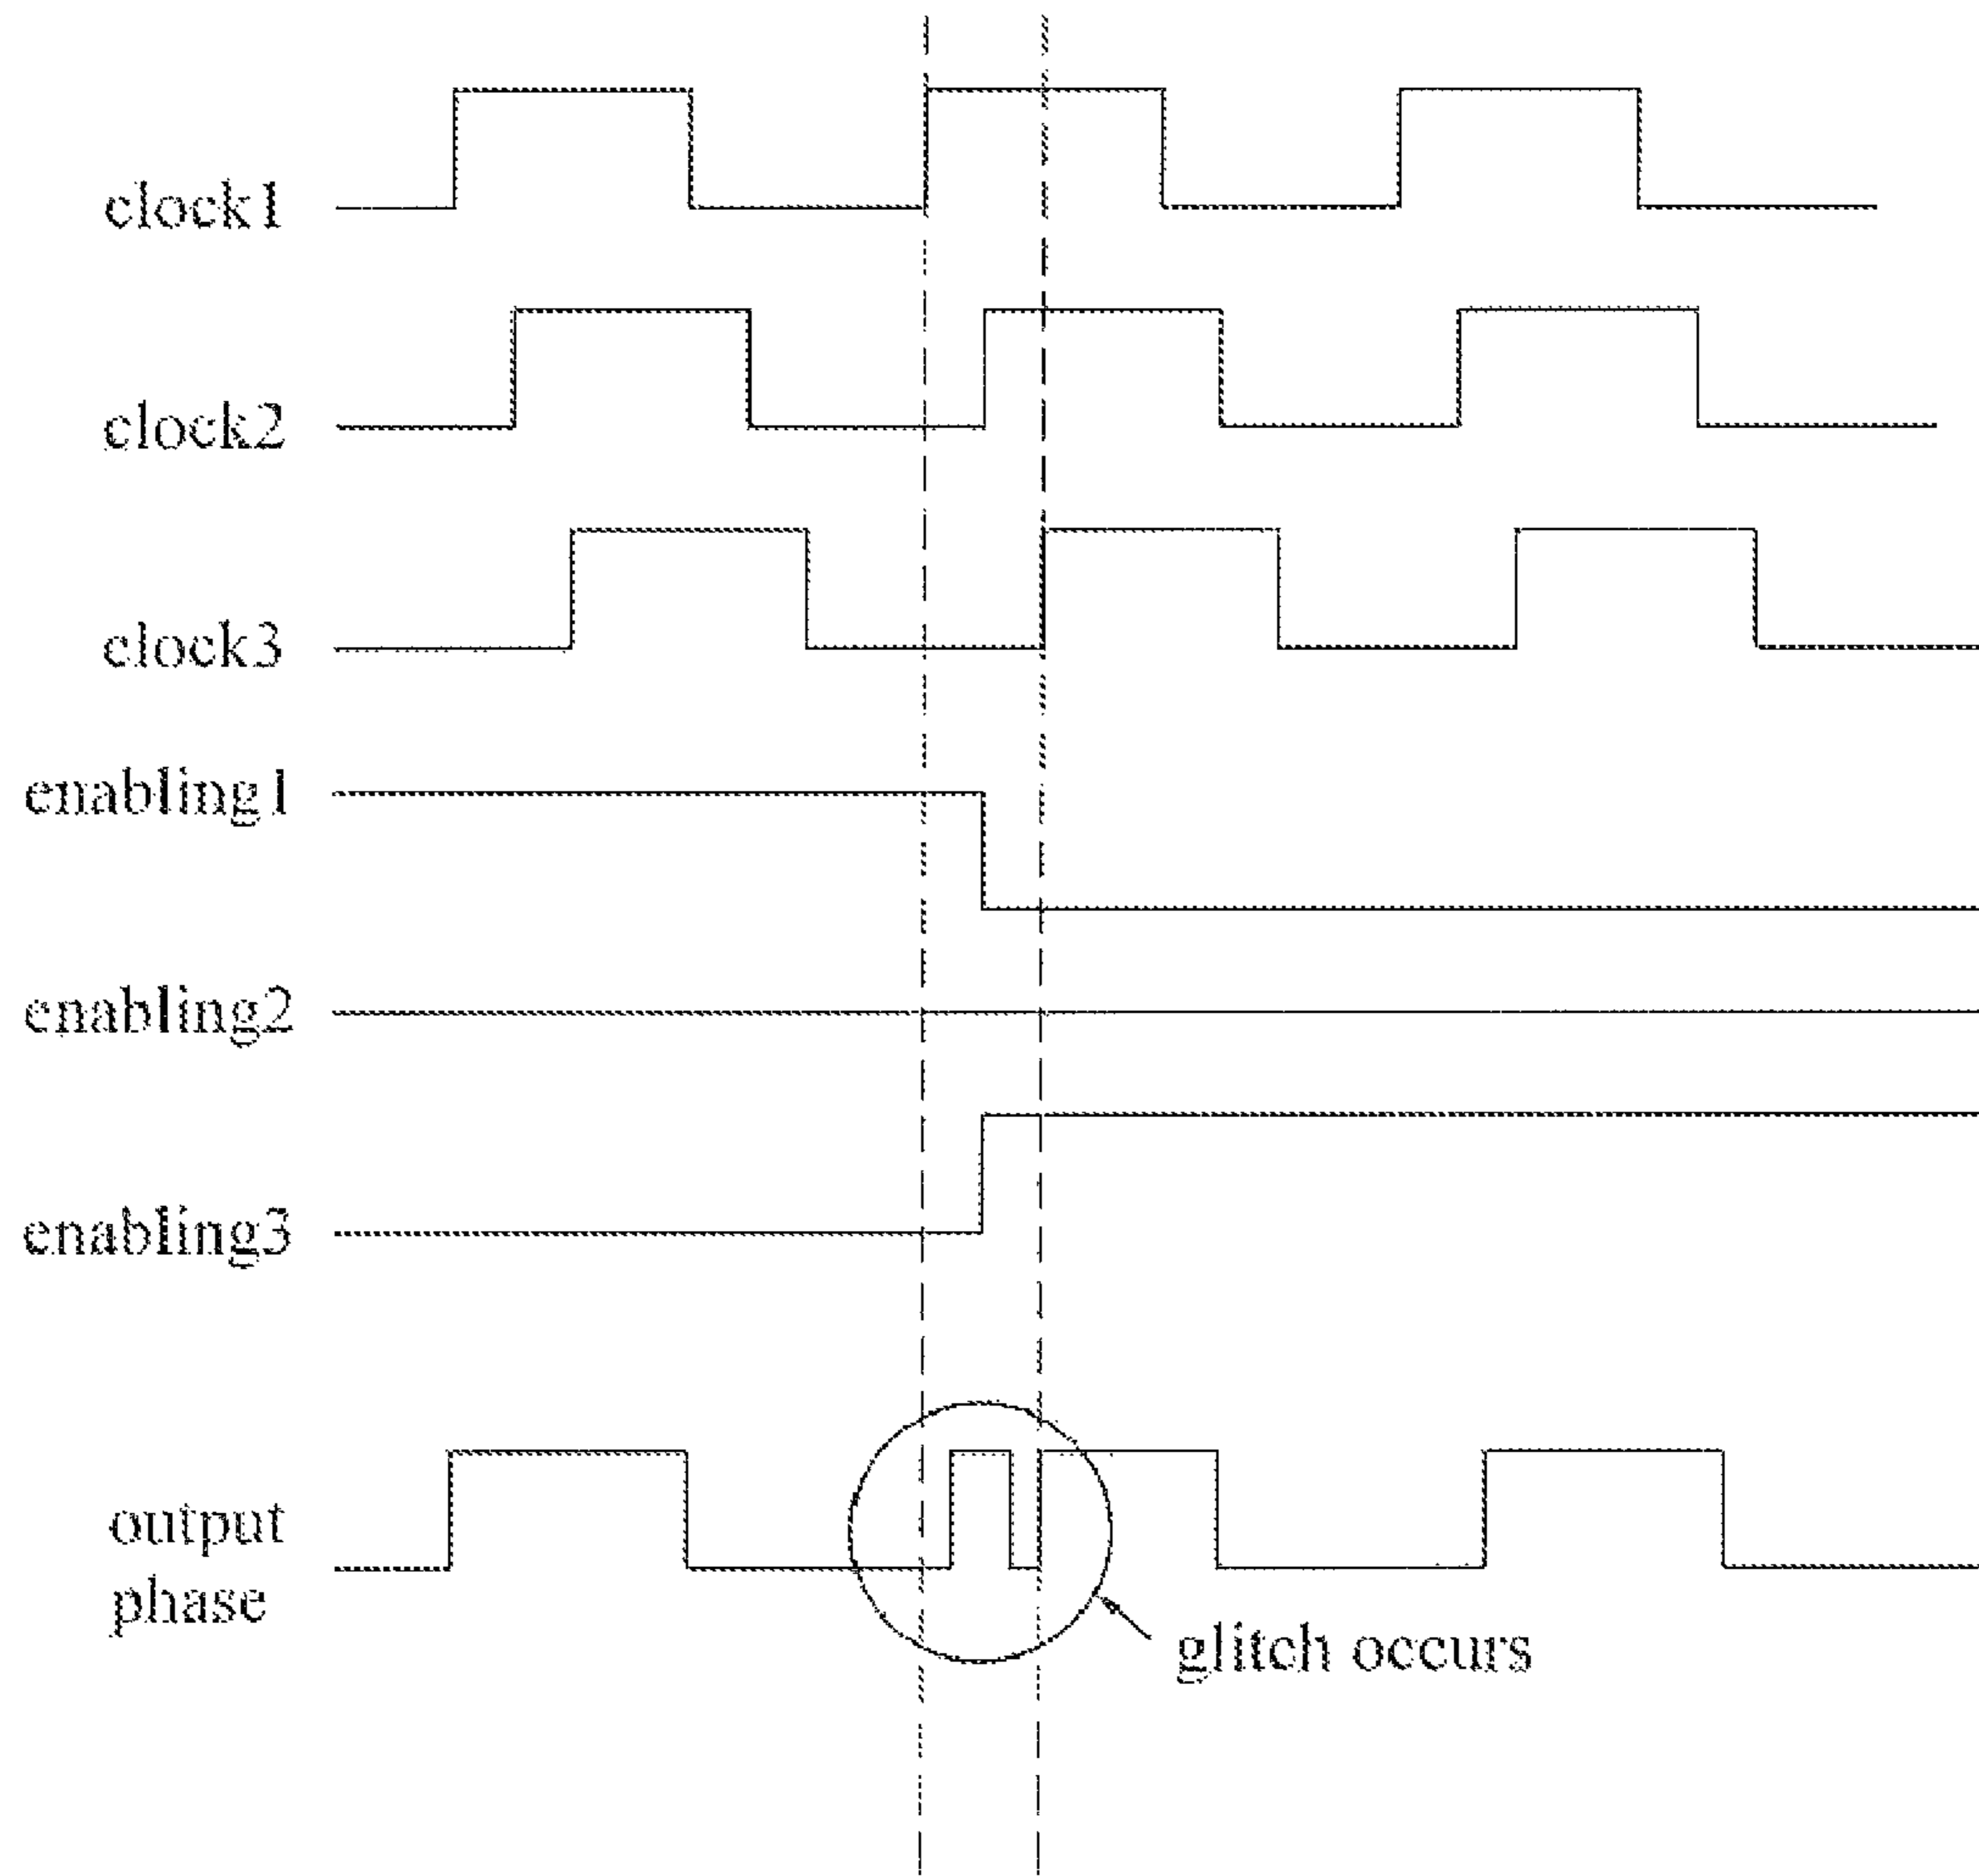 clock1
clock2
clock3
enabling1
enabling2
enabling3
output
phase
glitch occurs